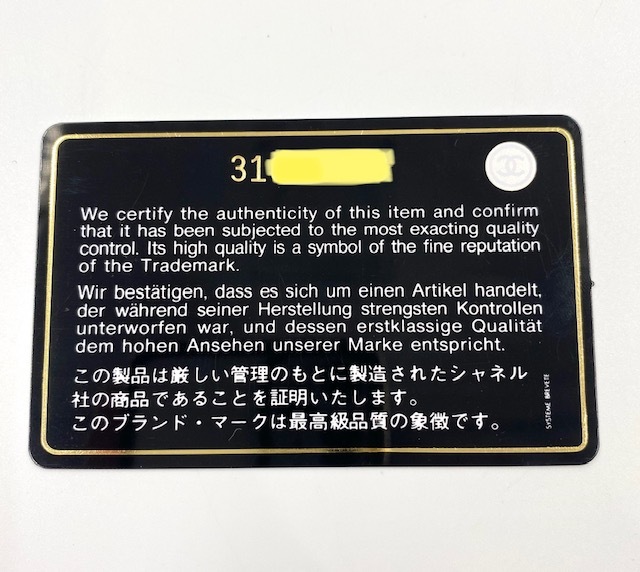 31
We certify the authenticity of this item and confirm
that it has been subjected to the most exacting quality
control. Its high quality is a symbol of the fine reputation
of the Trademark.
Wir bestätigen, dass es sich um einen Artikel handelt,
der während seiner Herstellung strengsten Kontrollen
unterworfen war, und dessen erstklassige Qualität
dem hohen Ansehen unserer Marke entspricht.
この製品は厳しい管理のもとに製造されたシャネル
社の商品であることを証明いたします。
このブランド・マークは最高級品質の象徴です。
SYSTEME BREVETE